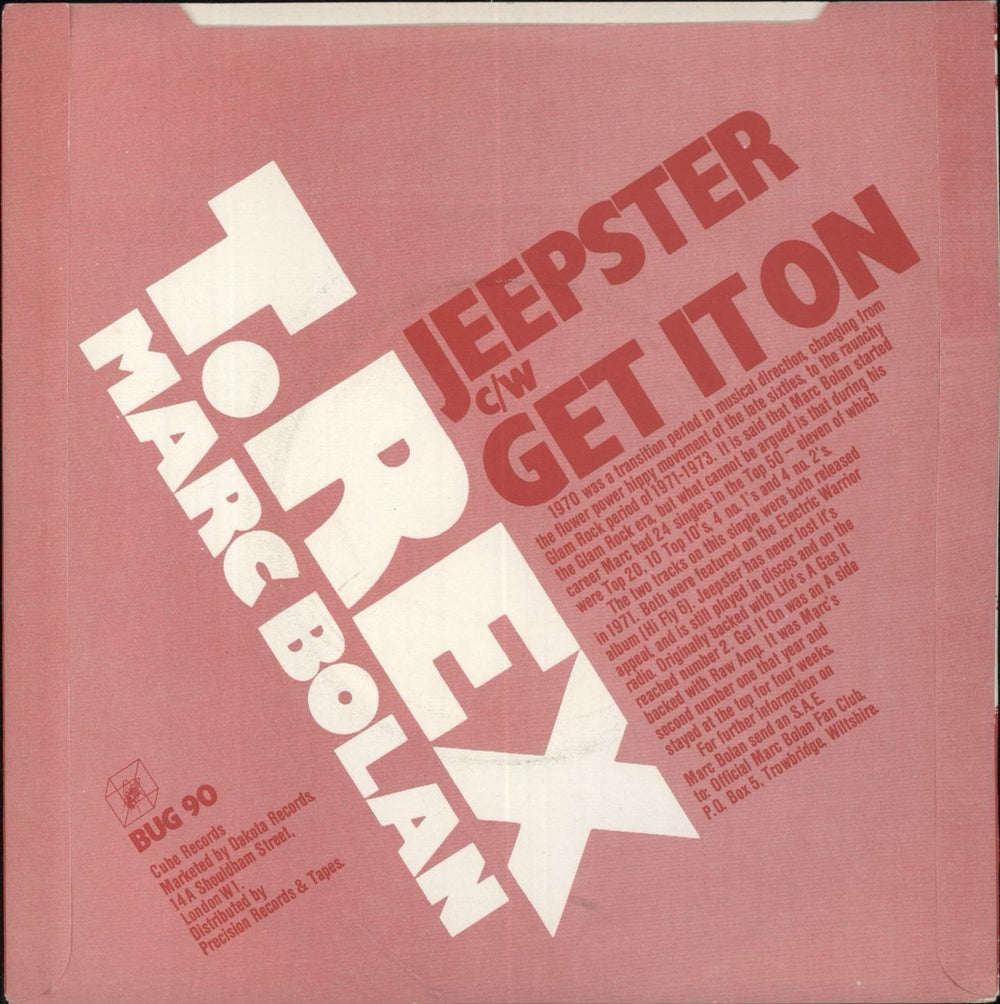 T. REX
MARC BOLAN
JEEPSTER
c/w
GET IT ON
1970 was a transition period in musical direction, changing from
the flower power hippy movement of the late sixties, to the raunchy
Glam Rock period of 1971-1973. It is said that Marc Bolan started
the Glam Rock era, but what cannot be argued is that during his
career Marc had 24 singles in the Top 50 – eleven of which
were Top 20, 10 Top 10's, 4 no. 1's and 4 no. 2's.
The two tracks on this single were both released
in 1971. Both were featured on the Electric Warrior
album (Hi Fly 6). Jeepster has never lost it's
appeal, and is still played in discos and on the
radio. Originally backed with Life's A Gas it
reached number 2. Get It On was an A side
backed with Raw Amp. It was Marc's
second number one that year and
stayed at the top for four weeks.
For further information on
Marc Bolan send an S.A.E.
to: Official Marc Bolan Fan Club.
P.O. Box 5, Trowbridge, Wiltshire.
BUG 90
Cube Records
Marketed by Dakota Records,
14A Shouldham Street,
London W1.
Distributed by
Precision Records & Tapes.